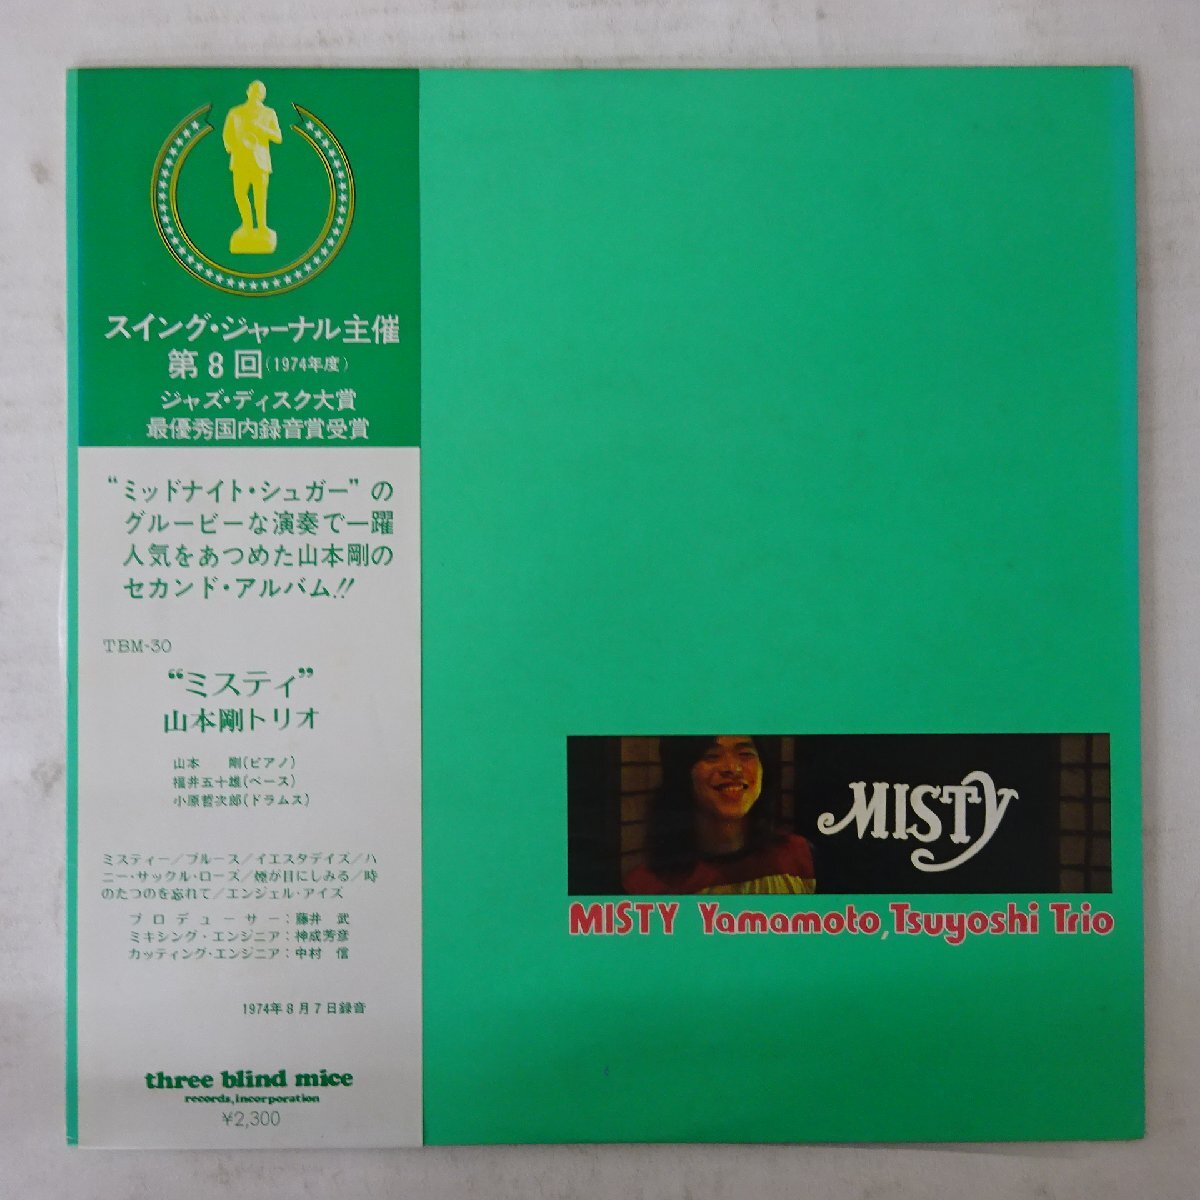 スイング・ジャーナル主催
第8回(1974年度)
ジャズ・ディスク大賞
最優秀国内録音賞受賞
“ミッドナイト・シュガー”の
グルービーな演奏で一躍
人気をあつめた山本剛の
セカンド・アルバム!!
TBM-30
“ミスティ”
山本剛トリオ
山本　剛(ピアノ)
福井五十雄(ベース)
小原哲次郎(ドラムス)
ミスティー/ブルース/イエスタデイズ/ハ
ニー・サックル・ローズ/煙が目にしみる/時
のたつのを忘れて/エンジェル・アイズ
プロデューサー:藤井　武
ミキシング・エンジニア:神成芳彦
カッティング・エンジニア:中村　信
1974年8月7日録音
three blind mice
records,incorporation
¥2,300
MISTY
MISTY Yamamoto,Tsuyoshi Trio